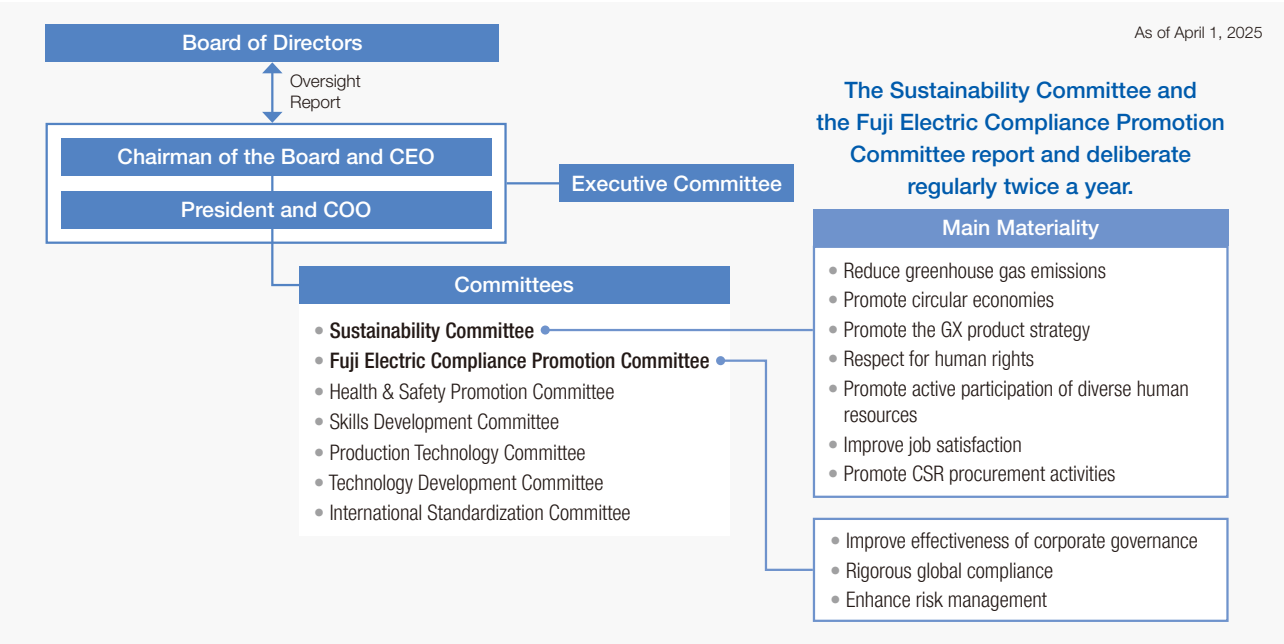 As of April 1, 2025
Board of Directors
Oversight
Report
Chairman of the Board and CEO
President and COO
Executive Committee
Committees
• Sustainability Committee
• Fuji Electric Compliance Promotion Committee
• Health & Safety Promotion Committee
• Skills Development Committee
• Production Technology Committee
• Technology Development Committee
• International Standardization Committee
The Sustainability Committee and
the Fuji Electric Compliance Promotion
Committee report and deliberate
regularly twice a year.
Main Materiality
• Reduce greenhouse gas emissions
• Promote circular economies
• Promote the GX product strategy
• Respect for human rights
• Promote active participation of diverse human
resources
• Improve job satisfaction
• Promote CSR procurement activities
• Improve effectiveness of corporate governance
• Rigorous global compliance
• Enhance risk management